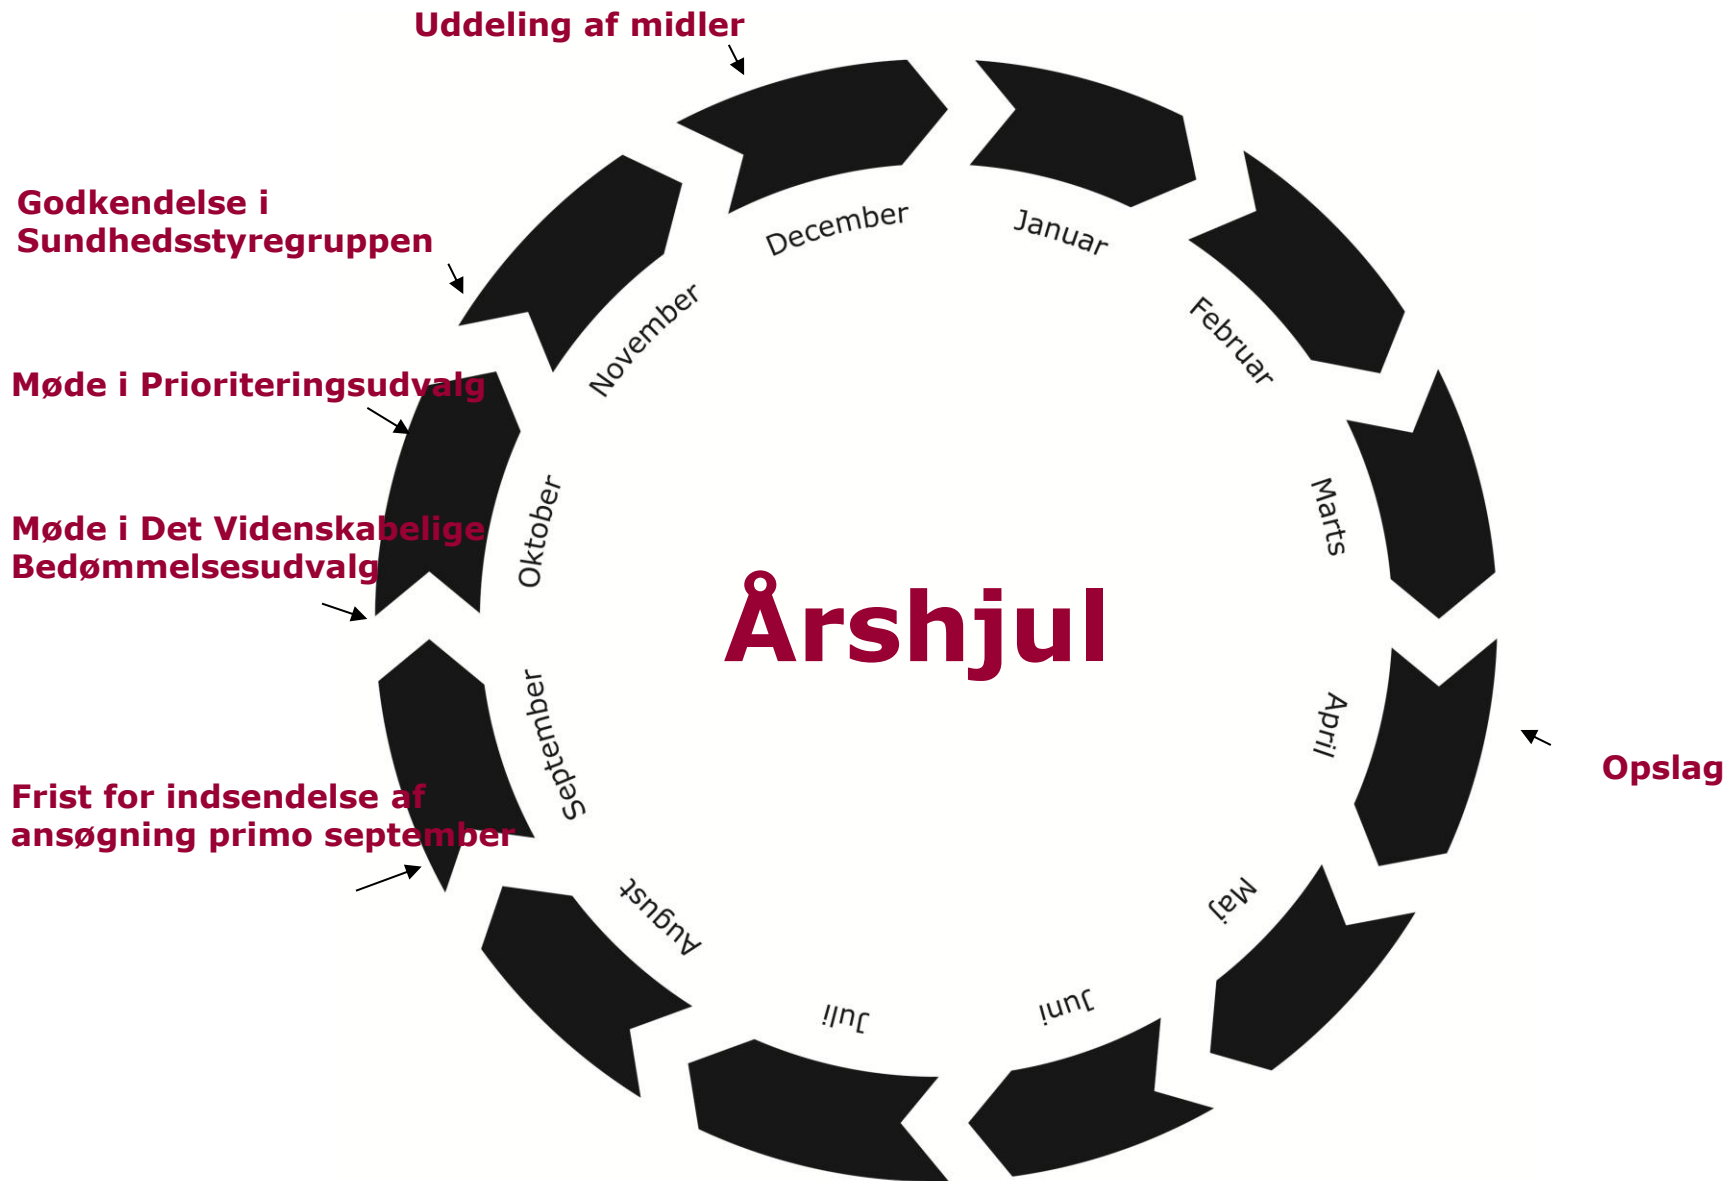 Uddeling af midler
Godkendelse i
Sundhedsstyregruppen
Møde i Prioriteringsudvalg
Møde i Det Videnskabelige
Bedømmelsesudvalg
Frist for indsendelse af
ansøgning primo september
Opslag
Årshjul
Januar
Februar
Marts
April
Maj
Juni
Juli
August
September
Oktober
November
December